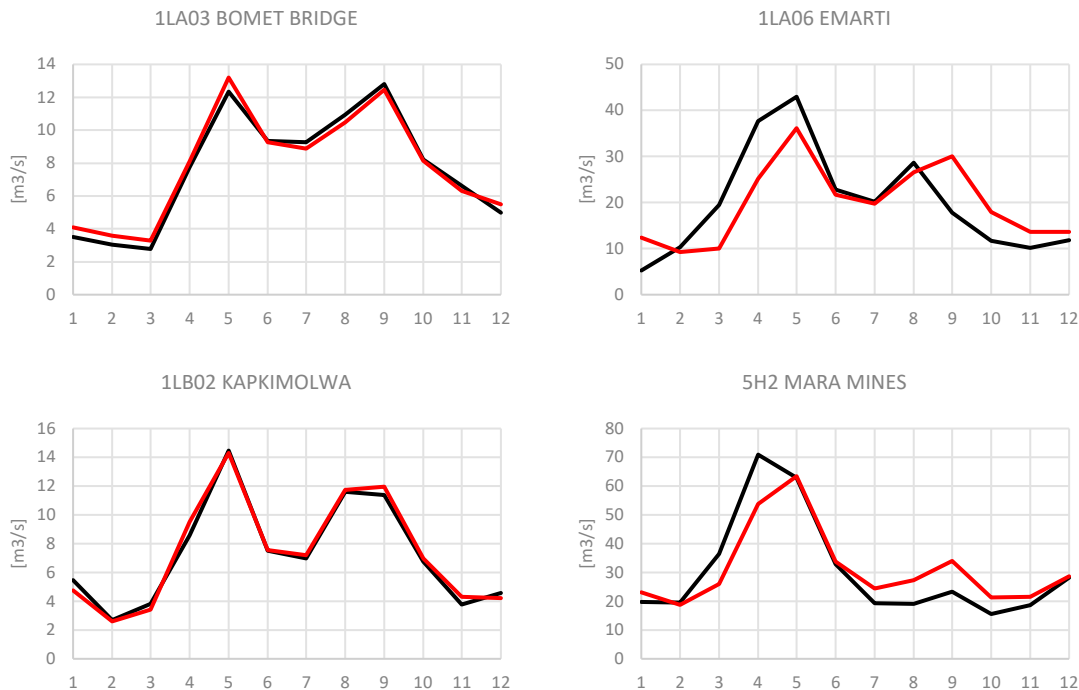 1LA03 BOMET BRIDGE
[m3/s]
14
12
10
8
6
4
2
0
1 2 3 4 5 6 7 8 9 10 11 12
1LA06 EMARTI
[m3/s]
50
40
30
20
10
0
1 2 3 4 5 6 7 8 9 10 11 12
1LB02 KAPKIMOLWA
[m3/s]
16
14
12
10
8
6
4
2
0
1 2 3 4 5 6 7 8 9 10 11 12
5H2 MARA MINES
[m3/s]
80
70
60
50
40
30
20
10
0
1 2 3 4 5 6 7 8 9 10 11 12